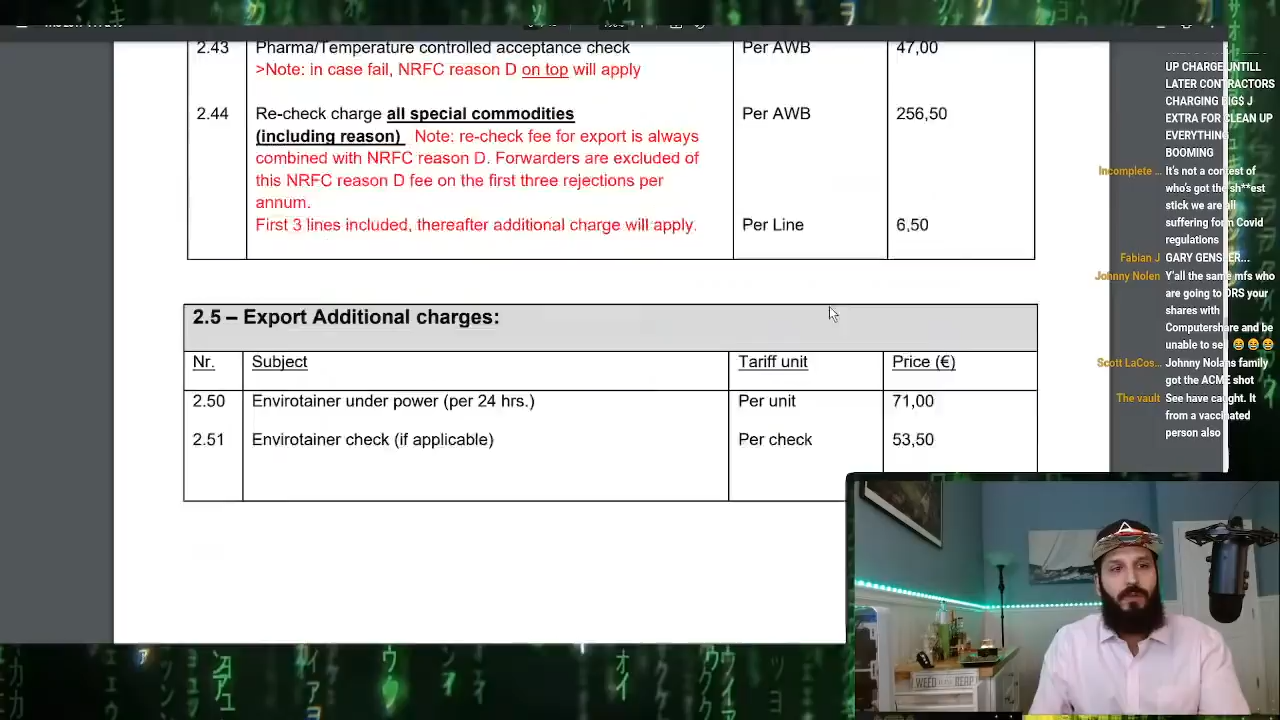 2.43 Pharma/Temperature controlled acceptance check Per AWB 47,00
>Note: in case fail, NRFC reason D on top will apply
2.44 Re-check charge all special commodities Per AWB 256,50
(including reason) Note: re-check fee for export is always
combined with NRFC reason D. Forwarders are excluded of
this NRFC reason D fee on the first three rejections per
annum.
First 3 lines included, thereafter additional charge will apply. Per Line 6,50
2.5 – Export Additional charges:
Nr. Subject Tariff unit Price (€)
2.50 Envirotainer under power (per 24 hrs.) Per unit 71,00
2.51 Envirotainer check (if applicable) Per check 53,50
UP CHARGE UNTILL
LATER CONTRACTORS
CHARGING BIG$ J
EXTRA FOR CLEAN UP
EVERYTHING
BOOMING
Incomplete ... It's not a contest of
who's got the sh**est
stick we are all
suffering form Covid
regulations
Fabian J GARY GENSLER...
Johnny Nolen Y'all the same mfs who
are going to DRS your
shares with
Computershare and be
unable to sell 😆😆😆
Scott LaCos... Johnny Nolans family
got the ACME shot
The vault See have caught. It
from a vaccinated
person also
WEED 'EM & REAP